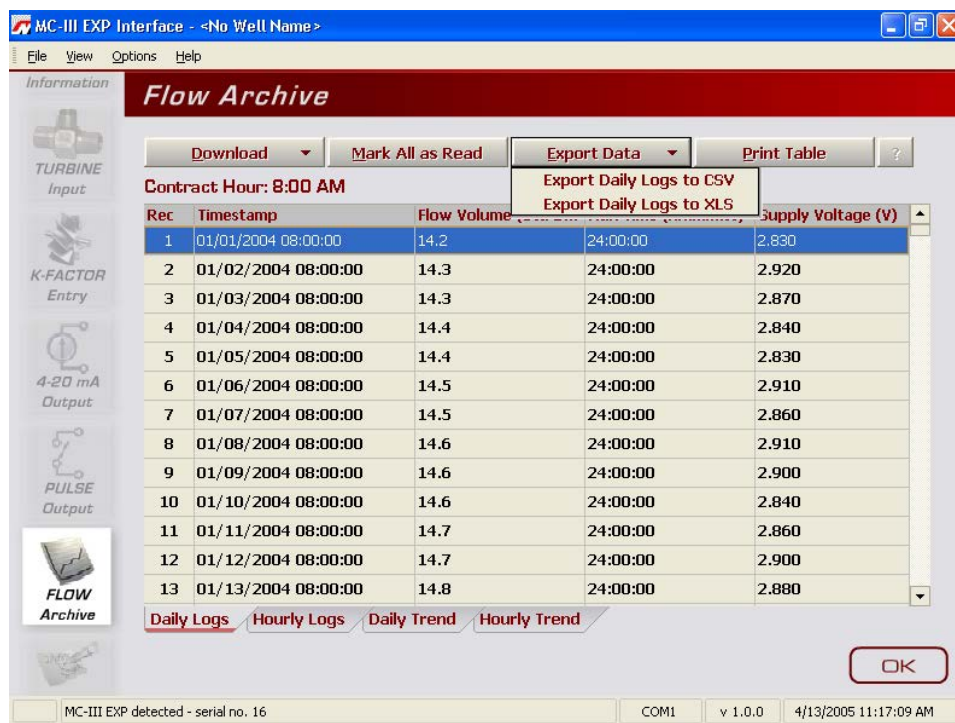 MC-III EXP Interface - <No Well Name>
File View Options Help
Information
Flow Archive
Download Mark All as Read Export Data Print Table ?
Export Daily Logs to CSV
Export Daily Logs to XLS
Contract Hour: 8:00 AM
Rec Timestamp Flow Volume Supply Voltage (V)
1 01/01/2004 08:00:00 14.2 24:00:00 2.830
2 01/02/2004 08:00:00 14.3 24:00:00 2.920
3 01/03/2004 08:00:00 14.3 24:00:00 2.870
4 01/04/2004 08:00:00 14.4 24:00:00 2.840
5 01/05/2004 08:00:00 14.4 24:00:00 2.830
6 01/06/2004 08:00:00 14.5 24:00:00 2.910
7 01/07/2004 08:00:00 14.5 24:00:00 2.860
8 01/08/2004 08:00:00 14.6 24:00:00 2.910
9 01/09/2004 08:00:00 14.6 24:00:00 2.900
10 01/10/2004 08:00:00 14.6 24:00:00 2.840
11 01/11/2004 08:00:00 14.7 24:00:00 2.860
12 01/12/2004 08:00:00 14.7 24:00:00 2.900
13 01/13/2004 08:00:00 14.8 24:00:00 2.880
Daily Logs Hourly Logs Daily Trend Hourly Trend
TURBINE
Input
K-FACTOR
Entry
4-20 mA
Output
PULSE
Output
FLOW
Archive
OK
MC-III EXP detected - serial no. 16 COM1 v 1.0.0 4/13/2005 11:17:09 AM